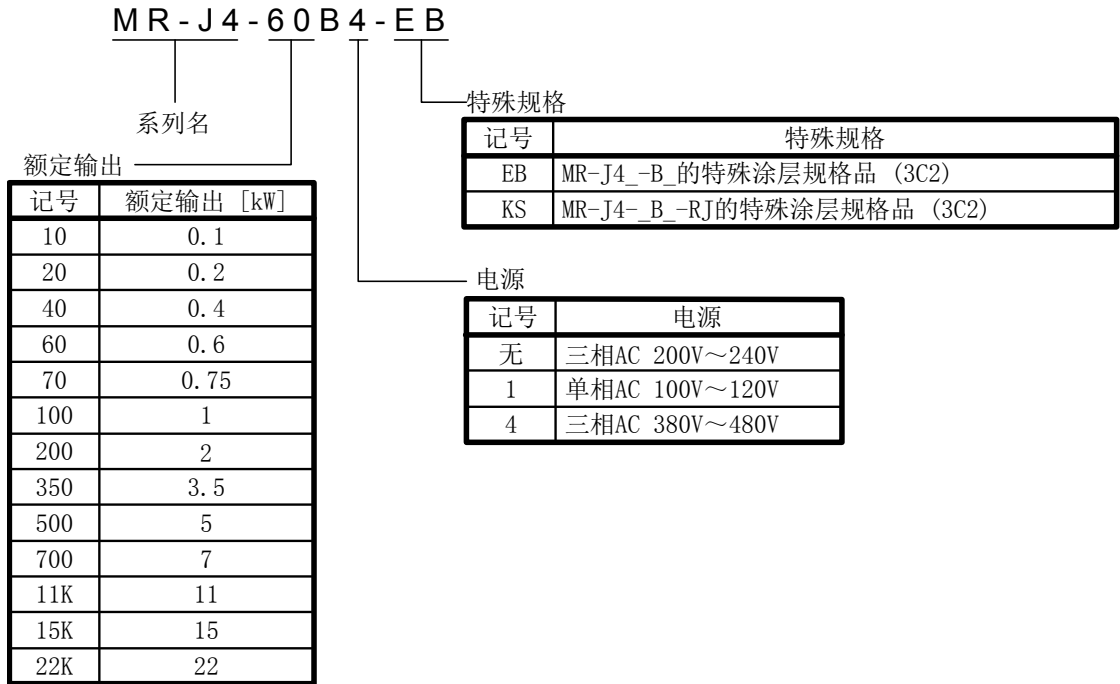 MR-J4-60B4-EB
系列名
特殊规格
记号 特殊规格
EB MR-J4_-B_的特殊涂层规格品 (3C2)
KS MR-J4-_B_-RJ的特殊涂层规格品 (3C2)
额定输出
记号 额定输出 [kW]
10 0.1
20 0.2
40 0.4
60 0.6
70 0.75
100 1
200 2
350 3.5
500 5
700 7
11K 11
15K 15
22K 22
电源
记号 电源
无 三相AC 200V～240V
1 单相AC 100V～120V
4 三相AC 380V～480V